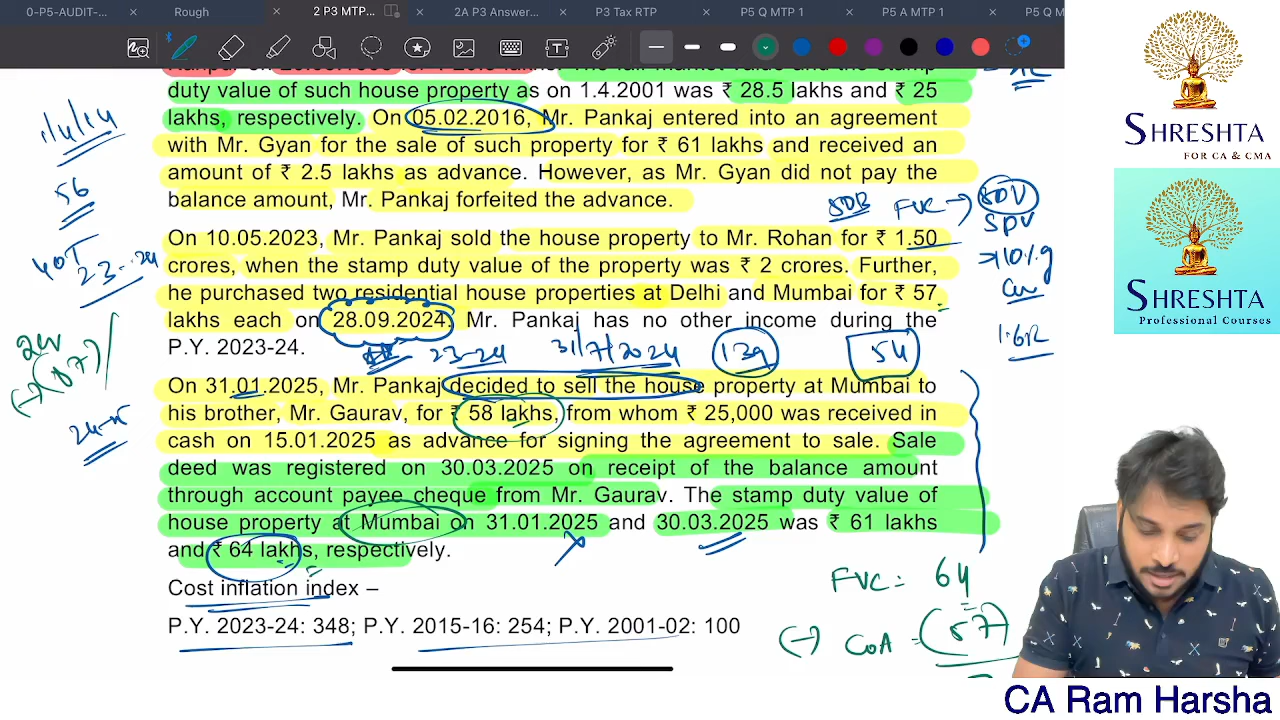 0-P5-AUDIT-
Rough
2 P3 MTP...
2A P3 Answer...
P3 Tax RTP
P5 Q MTP 1
P5 A MTP 1
P5 Q M
duty value of such house property as on 1.4.2001 was ₹ 28.5 lakhs and ₹ 25
lakhs, respectively. On 05.02.2016, Mr. Pankaj entered into an agreement
with Mr. Gyan for the sale of such property for ₹ 61 lakhs and received an
amount of ₹ 2.5 lakhs as advance. However, as Mr. Gyan did not pay the
balance amount, Mr. Pankaj forfeited the advance.
On 10.05.2023, Mr. Pankaj sold the house property to Mr. Rohan for ₹ 1.50
crores, when the stamp duty value of the property was ₹ 2 crores. Further,
he purchased two residential house properties at Delhi and Mumbai for ₹ 57
lakhs each on 28.09.2024. Mr. Pankaj has no other income during the
P.Y. 2023-24.
On 31.01.2025, Mr. Pankaj decided to sell the house property at Mumbai to
his brother, Mr. Gaurav, for ₹ 58 lakhs, from whom ₹ 25,000 was received in
cash on 15.01.2025 as advance for signing the agreement to sale. Sale
deed was registered on 30.03.2025 on receipt of the balance amount
through account payee cheque from Mr. Gaurav. The stamp duty value of
house property at Mumbai on 31.01.2025 and 30.03.2025 was ₹ 61 lakhs
and ₹ 64 lakhs, respectively.
Cost inflation index –
P.Y. 2023-24: 348; P.Y. 2015-16: 254; P.Y. 2001-02: 100
1/4/14
56
23-24
24-25
50B FVC → SDV
23-24 31/7/2024 139 54
FVC = 64
(-) COA = (57)
SHRESHTA
FOR CA & CMA
SHRESHTA
Professional Courses
CA Ram Harsha